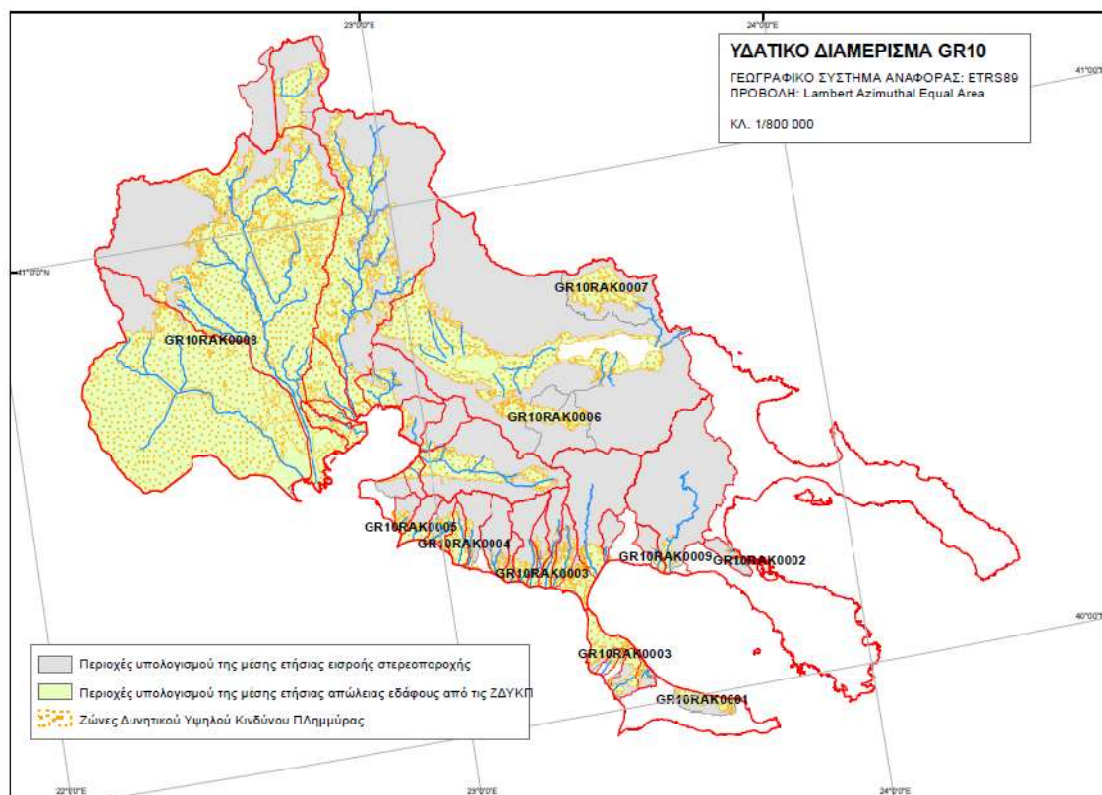 23°0'0"E
24°0'0"E
ΥΔΑΤΙΚΟ ΔΙΑΜΕΡΙΣΜΑ GR10
ΓΕΩΓΡΑΦΙΚΟ ΣΥΣΤΗΜΑ ΑΝΑΦΟΡΑΣ: ETRS89
ΠΡΟΒΟΛΗ: Lambert Azimuthal Equal Area
ΚΛ. 1/800 000
41°0'0"N
41°0'0"N
GR10RAK0007
GR10RAK0008
GR10RAK0006
GR10RAK0005
GR10RAK0004
GR10RAK0003
GR10RAK0009
GR10RAK0002
40°0'0"N
GR10RAK0003
GR10RAK0001
Περιοχές υπολογισμού της μέσης ετήσιας εισροής στερεοπαροχής
Περιοχές υπολογισμού της μέσης ετήσιας απώλειας εδάφους από τις ΖΔΥΚΠ
Ζώνες Δυνητικού Υψηλού Κινδύνου Πλημμύρας
22°0'0"E
23°0'0"E
24°0'0"E